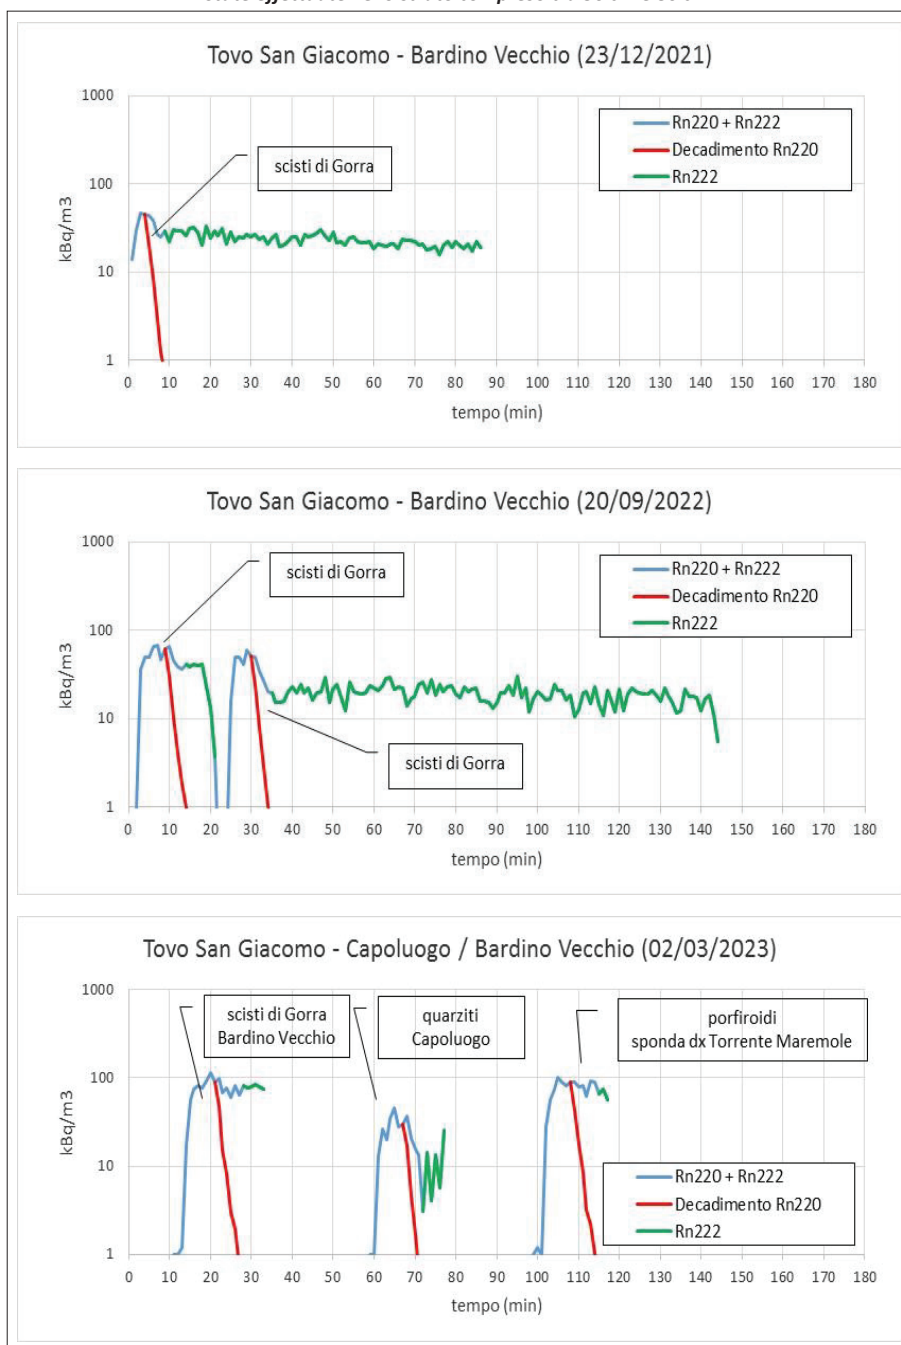 Tovo San Giacomo - Bardino Vecchio (23/12/2021)
1000
100
10
1
kBq/m3
scisti di Gorra
Rn220 + Rn222
Decadimento Rn220
Rn222
0 10 20 30 40 50 60 70 80 90 100 110 120 130 140 150 160 170 180
tempo (min)
Tovo San Giacomo - Bardino Vecchio (20/09/2022)
1000
100
10
1
kBq/m3
scisti di Gorra
scisti di Gorra
Rn220 + Rn222
Decadimento Rn220
Rn222
0 10 20 30 40 50 60 70 80 90 100 110 120 130 140 150 160 170 180
tempo (min)
Tovo San Giacomo - Capoluogo / Bardino Vecchio (02/03/2023)
1000
100
10
1
kBq/m3
scisti di Gorra
Bardino Vecchio
quarziti
Capoluogo
porfiroidi
sponda dx Torrente Maremole
Rn220 + Rn222
Decadimento Rn220
Rn222
0 10 20 30 40 50 60 70 80 90 100 110 120 130 140 150 160 170 180
tempo (min)